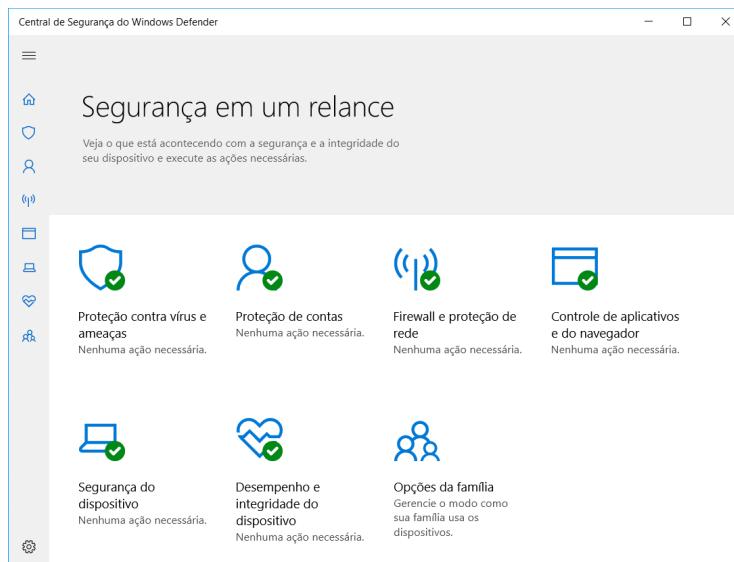 Central de Segurança do Windows Defender
Segurança em um relance
Veja o que está acontecendo com a segurança e a integridade do
seu dispositivo e execute as ações necessárias.
Proteção contra vírus e
ameaças
Nenhuma ação necessária.
Proteção de contas
Nenhuma ação necessária.
Firewall e proteção de
rede
Nenhuma ação necessária.
Controle de aplicativos
e do navegador
Nenhuma ação necessária.
Segurança do
dispositivo
Nenhuma ação necessária.
Desempenho e
integridade do
dispositivo
Nenhuma ação necessária.
Opções da família
Gerencie o modo como
sua família usa os
dispositivos.